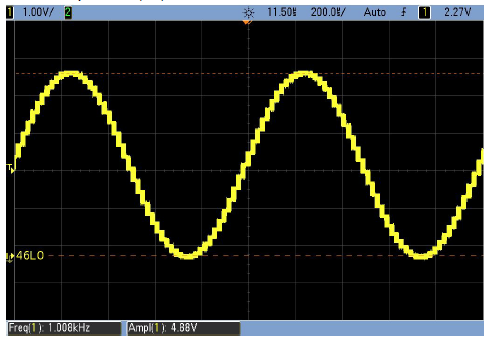 1 1.00V/ 2 11.50 200.0 / Auto 1 2.27V
T
46LO
Freq(1): 1.008kHz Ampl(1): 4.88V